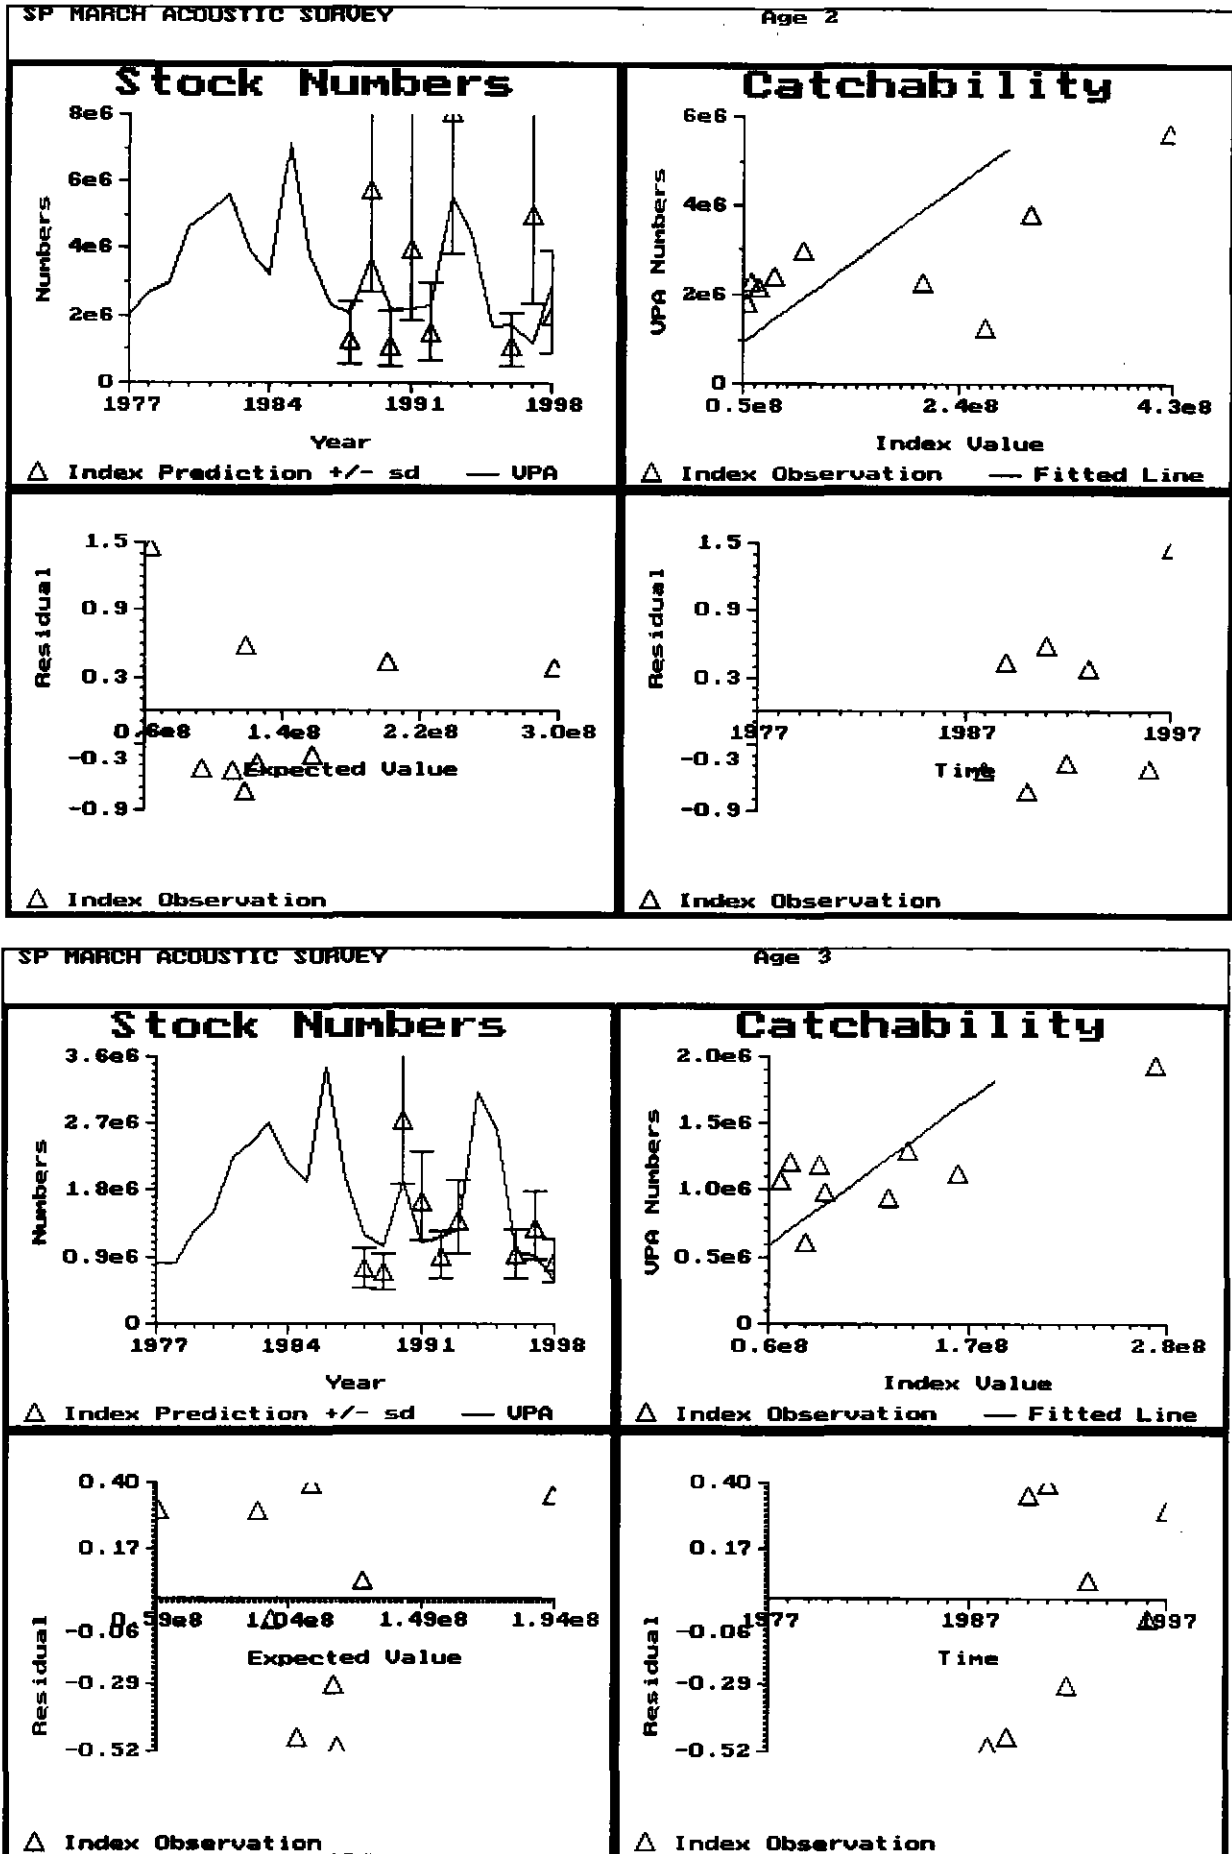 SP MARCH ACOUSTIC SURVEY Age 2
Stock Numbers
8e6
6e6
4e6
2e6
0
Numbers
1977 1984 1991 1998
Year
△ Index Prediction +/- sd — VPA
Catchability
6e6
4e6
2e6
0
VPA Numbers
0.5e8 2.4e8 4.3e8
Index Value
△ Index Observation — Fitted Line
1.5
0.9
0.3
-0.3
-0.9
Residual
0.6e8 1.4e8 2.2e8 3.0e8
Expected Value
△ Index Observation
1.5
0.9
0.3
-0.3
-0.9
Residual
1977 1987 1997
Time
△ Index Observation
SP MARCH ACOUSTIC SURVEY Age 3
Stock Numbers
3.6e6
2.7e6
1.8e6
0.9e6
0
Numbers
1977 1984 1991 1998
Year
△ Index Prediction +/- sd — VPA
Catchability
2.0e6
1.5e6
1.0e6
0.5e6
0
VPA Numbers
0.6e8 1.7e8 2.8e8
Index Value
△ Index Observation — Fitted Line
0.40
0.17
-0.06
-0.29
-0.52
Residual
0.59e8 1.04e8 1.49e8 1.94e8
Expected Value
△ Index Observation
0.40
0.17
-0.06
-0.29
-0.52
Residual
1977 1987 1997
Time
△ Index Observation